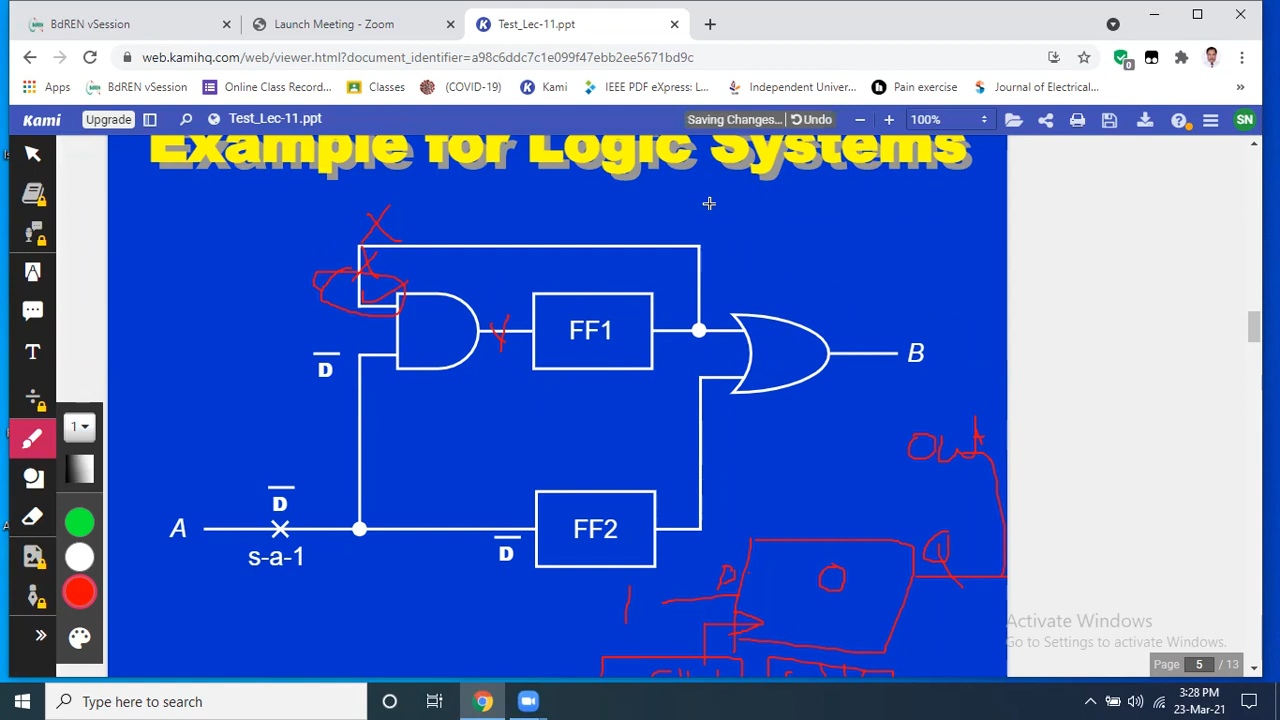 BdREN vSession
Launch Meeting - Zoom
Test_Lec-11.ppt
web.kamihq.com/web/viewer.html?document_identifier=a98c6ddc7c1e099f47ebb2ee5671bd9c
Apps
BdREN vSession
Online Class Record...
Classes
(COVID-19)
Kami
IEEE PDF eXpress: L...
Independent Univer...
Pain exercise
Journal of Electrical...
Kami Upgrade Test_Lec-11.ppt Saving Changes... Undo 100% SN
Example for Logic Systems
X
X
D
Y
FF1
B
out
D
A
s-a-1
D
FF2
D
O
Q
1
Activate Windows
Go to Settings to activate Windows.
Page 5 / 13
Type here to search
3:28 PM
23-Mar-21